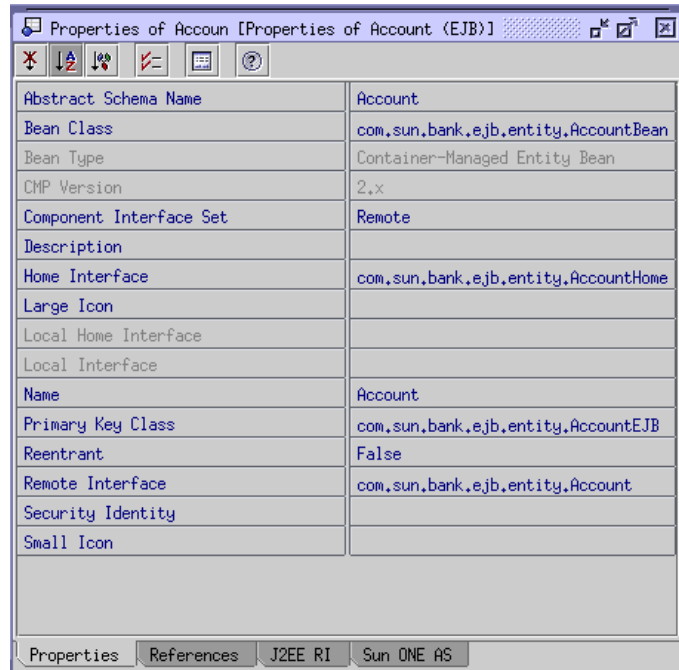 Properties of Accoun [Properties of Account (EJB)]
Abstract Schema Name Account
Bean Class com.sun.bank.ejb.entity.AccountBean
Bean Type Container-Managed Entity Bean
CMP Version 2.x
Component Interface Set Remote
Description
Home Interface com.sun.bank.ejb.entity.AccountHome
Large Icon
Local Home Interface
Local Interface
Name Account
Primary Key Class com.sun.bank.ejb.entity.AccountEJB
Reentrant False
Remote Interface com.sun.bank.ejb.entity.Account
Security Identity
Small Icon
Properties References J2EE RI Sun ONE AS